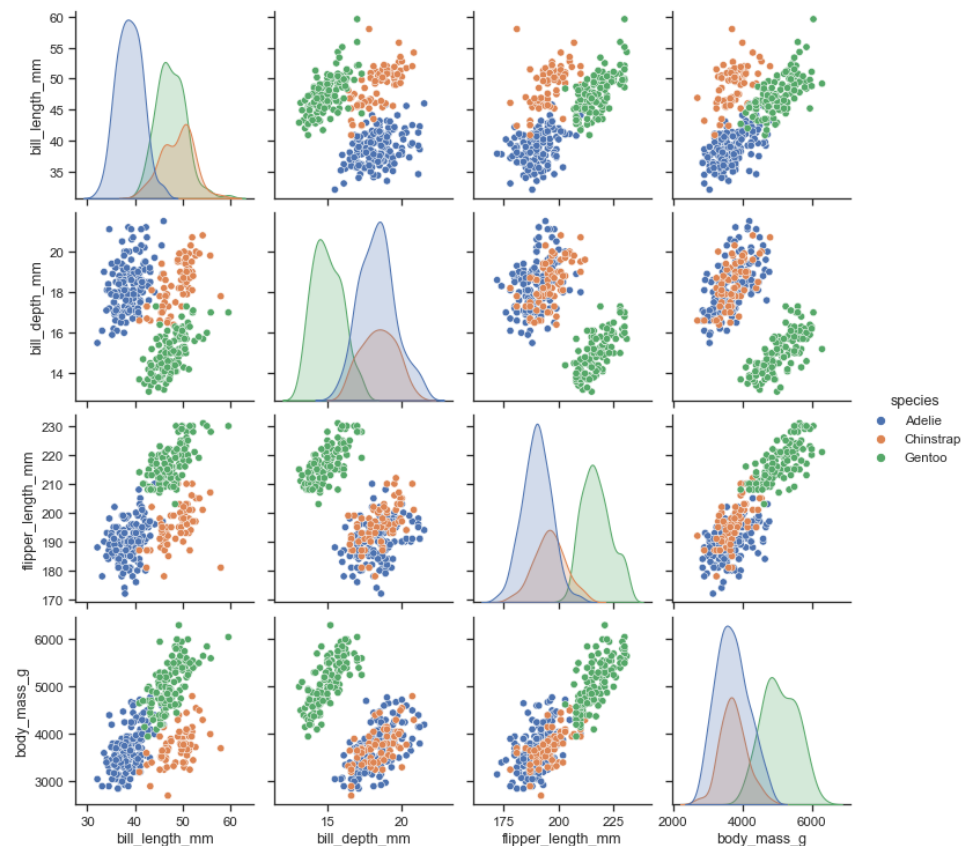 60
55
50
45
40
35
bill_length_mm
20
18
16
14
bill_depth_mm
230
220
210
200
190
180
170
flipper_length_mm
6000
5000
4000
3000
body_mass_g
30 40 50 60
bill_length_mm
15 20
bill_depth_mm
175 200 225
flipper_length_mm
2000 4000 6000
body_mass_g
species
Adelie
Chinstrap
Gentoo